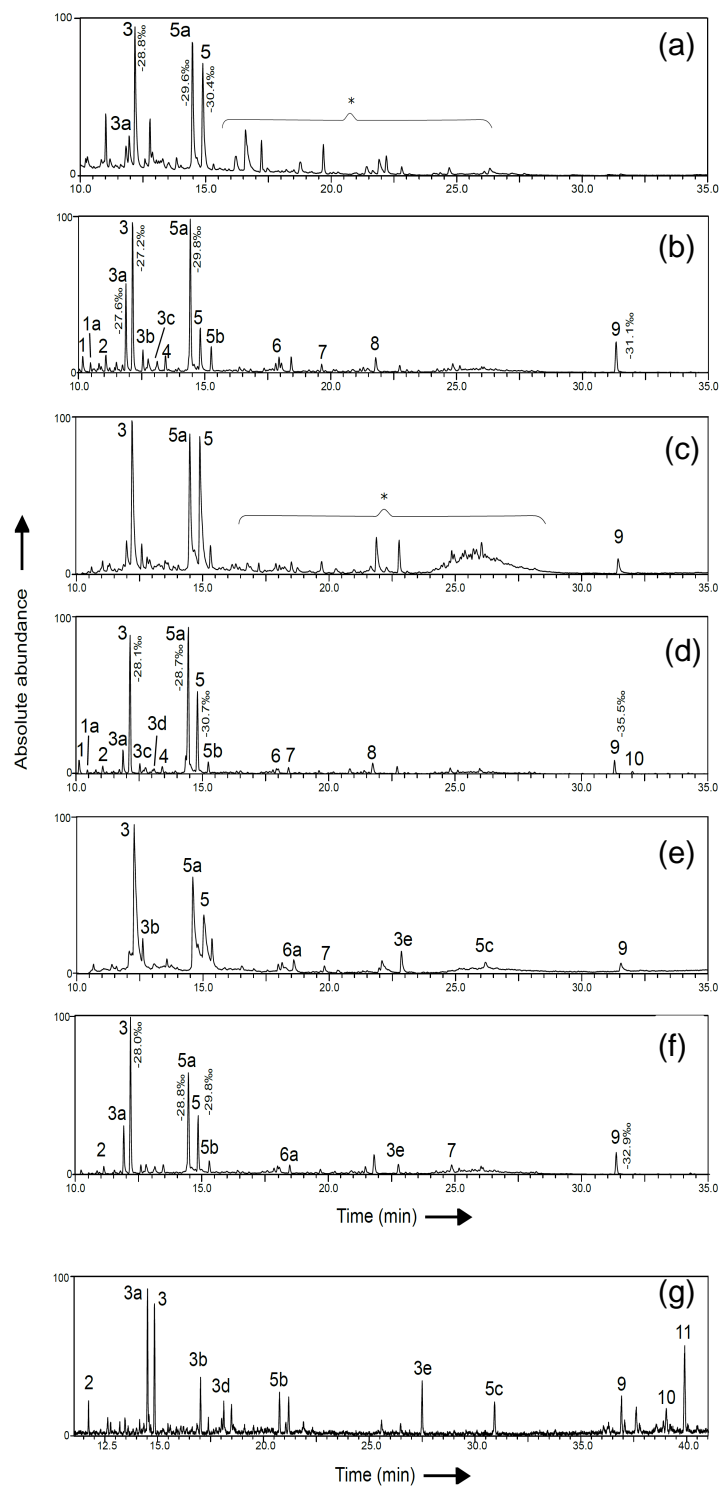 100
3
-28.8‰
5a
-29.6‰
5
-30.4‰
(a)
*
3a
0
10.0 15.0 20.0 25.0 30.0 35.0
100
3
-27.2‰
5a
-29.8‰
(b)
3a
-27.6‰
1 1a 2 3b 3c 4 5 5b 6 7 8 9
-31.1‰
0
10.0 15.0 20.0 25.0 30.0 35.0
100
3 5a 5
(c)
*
9
0
10.0 15.0 20.0 25.0 30.0 35.0
Absolute abundance
100
3
-28.1‰
5a
-28.7‰
5
-30.7‰
(d)
1 1a 2 3a 3c 3d 4 5b 6 7 8 9 10
-35.5‰
0
10.0 15.0 20.0 25.0 30.0 35.0
100
3
5a
5
(e)
3b 6a 7 3e 5c 9
0
10.0 15.0 20.0 25.0 30.0 35.0
100
3
-28.0‰
5a
-28.8‰
5
-29.8‰
(f)
2 3a 5b 6a 3e 7 9
-32.9‰
0
10.0 15.0 20.0 25.0 30.0 35.0
Time (min)
100
3a 3
(g)
2 3b 3d 5b 3e 5c 9 10 11
0
12.5 15.0 20.0 25.0 30.0 35.0 40.0
Time (min)